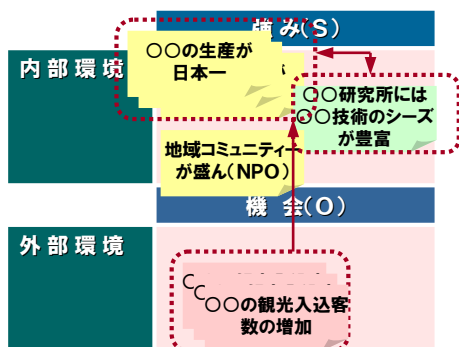 強み(S)
内部環境
○○の生産が
日本一
が
○○研究所には
○○技術のシーズ
が豊富
地域コミュニティー
が盛ん(NPO)
機会(O)
外部環境
○○の観光入込客
数の増加